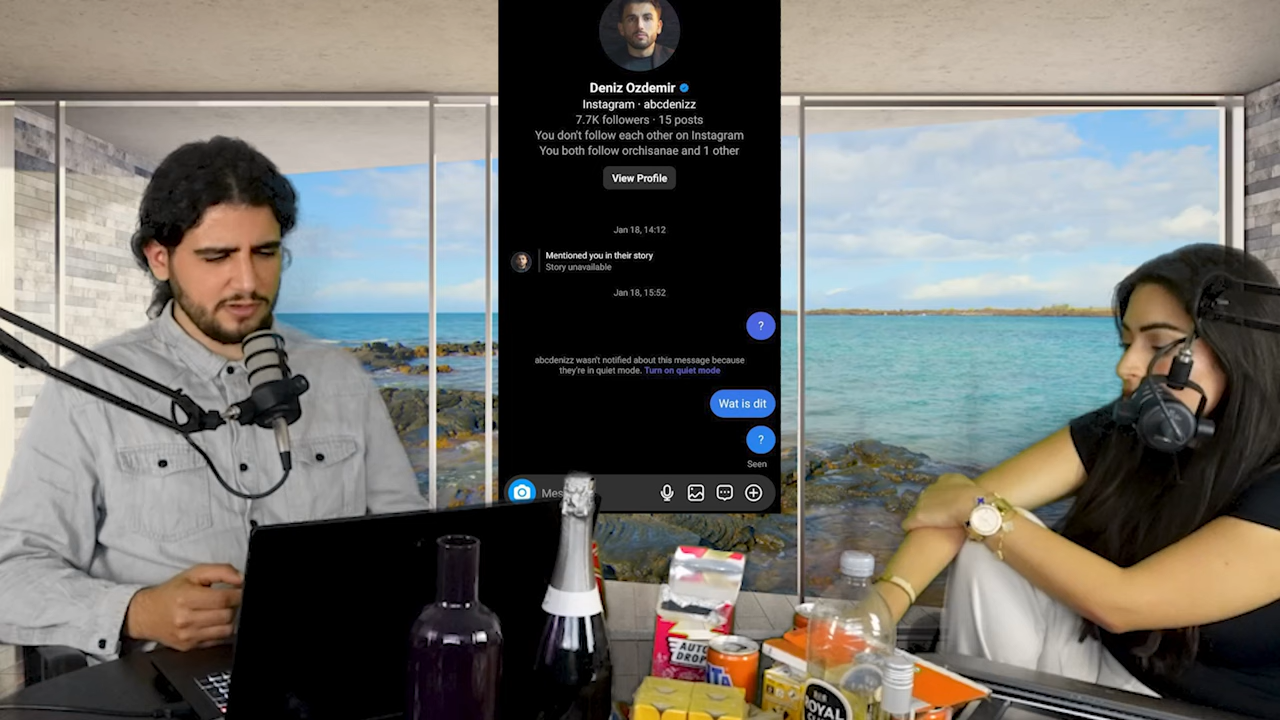 Deniz Ozdemir
Instagram · abcdenizz
7.7K followers · 15 posts
You don't follow each other on Instagram
You both follow orchisanae and 1 other
View Profile
Jan 18, 14:12
Mentioned you in their story
Story unavailable
Jan 18, 15:52
?
abcdenizz wasn't notified about this message because
they're in quiet mode. Turn on quiet mode
Wat is dit
?
Seen
Mes
AUTO
DROP
ROYAL